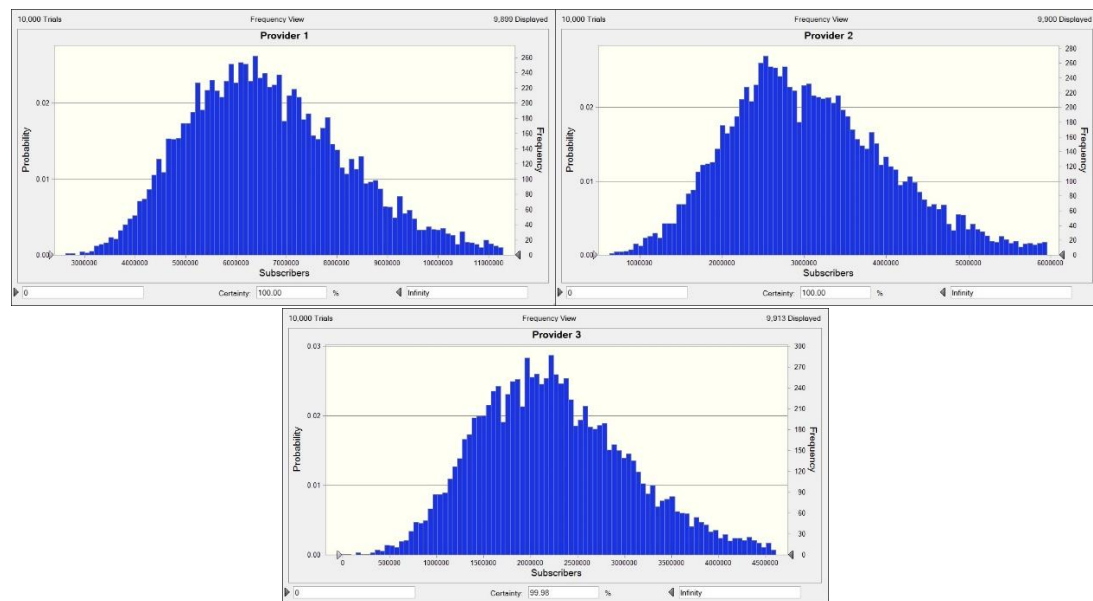 10,000 Trials Frequency View 9,889 Displayed
Provider 1
Probability
Frequency
0.02
0.01
0.00
260
240
220
200
180
160
140
120
100
80
60
40
20
0
3000000 4000000 5000000 6000000 7000000 8000000 9000000 10000000 11000000
Subscribers
0 Certainty: 100.00 % Infinity
10,000 Trials Frequency View 9,900 Displayed
Provider 2
Probability
Frequency
0.02
0.01
0.00
280
260
240
220
200
180
160
140
120
100
80
60
40
20
0
1000000 2000000 3000000 4000000 5000000 6000000
Subscribers
0 Certainty: 100.00 % Infinity
10,000 Trials Frequency View 9,913 Displayed
Provider 3
Probability
Frequency
0.03
0.02
0.01
0.00
300
270
240
210
180
150
120
90
60
30
0
0 500000 1000000 1500000 2000000 2500000 3000000 3500000 4000000 4500000
Subscribers
0 Certainty: 99.98 % Infinity